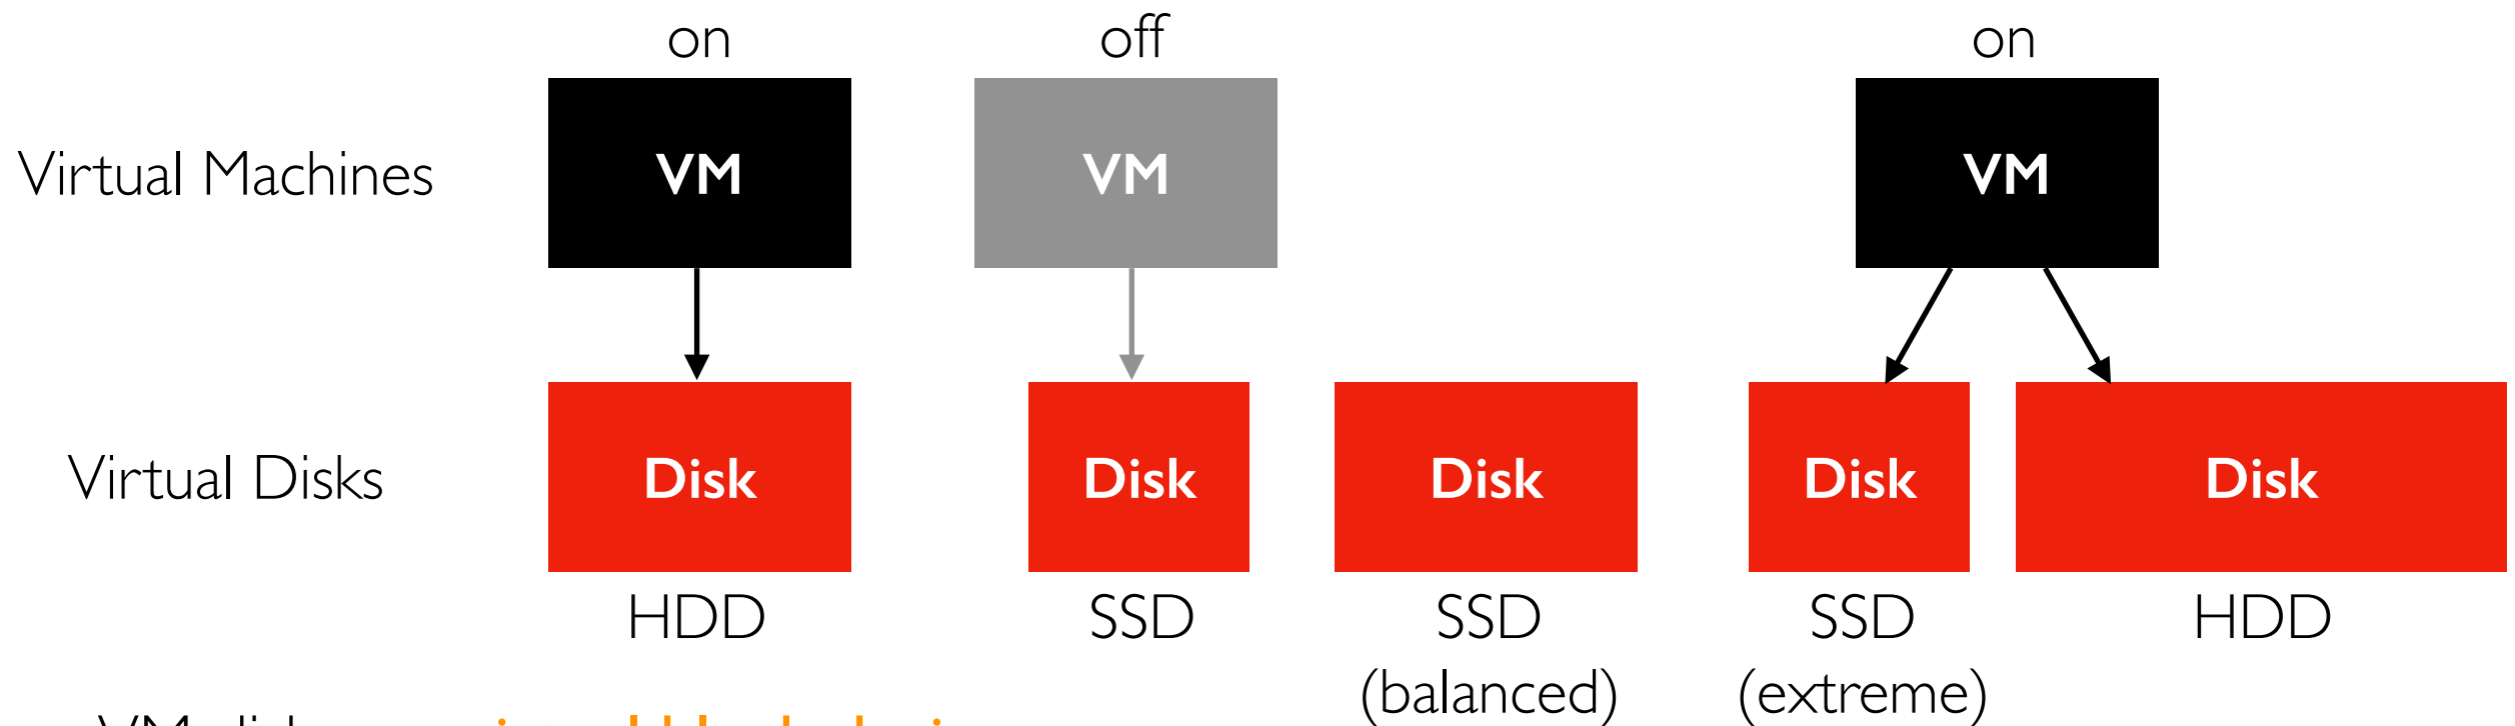 on off on
Virtual Machines VM VM VM
Virtual Disks Disk Disk Disk Disk Disk
HDD SSD SSD SSD HDD
(balanced) (extreme)